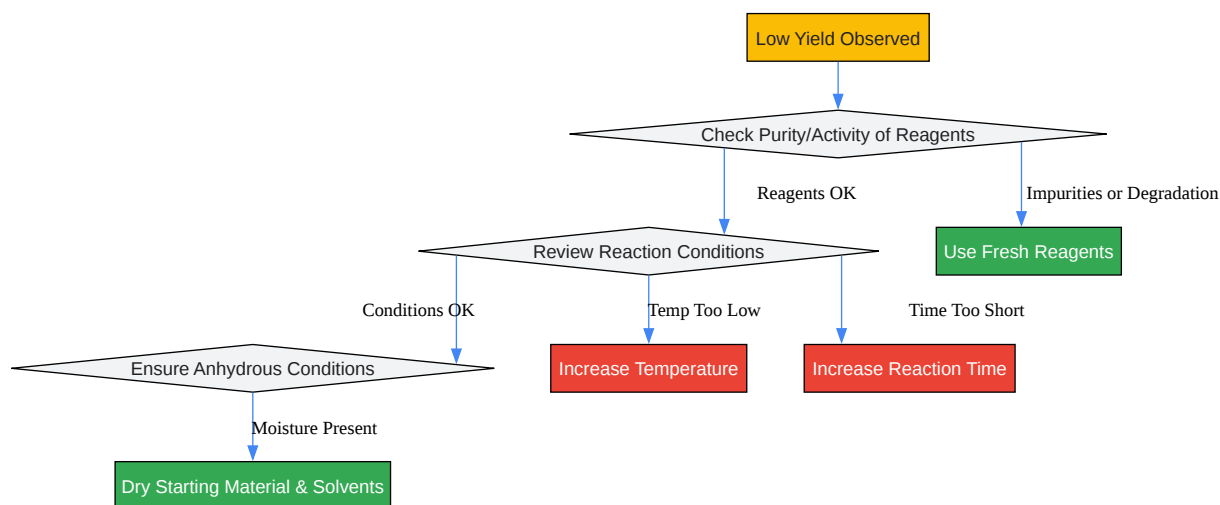 Low Yield Observed
Check Purity/Activity of Reagents
Reagents OK
Impurities or Degradation
Review Reaction Conditions
Use Fresh Reagents
Conditions OK
Temp Too Low
Time Too Short
Ensure Anhydrous Conditions
Increase Temperature
Increase Reaction Time
Moisture Present
Dry Starting Material & Solvents